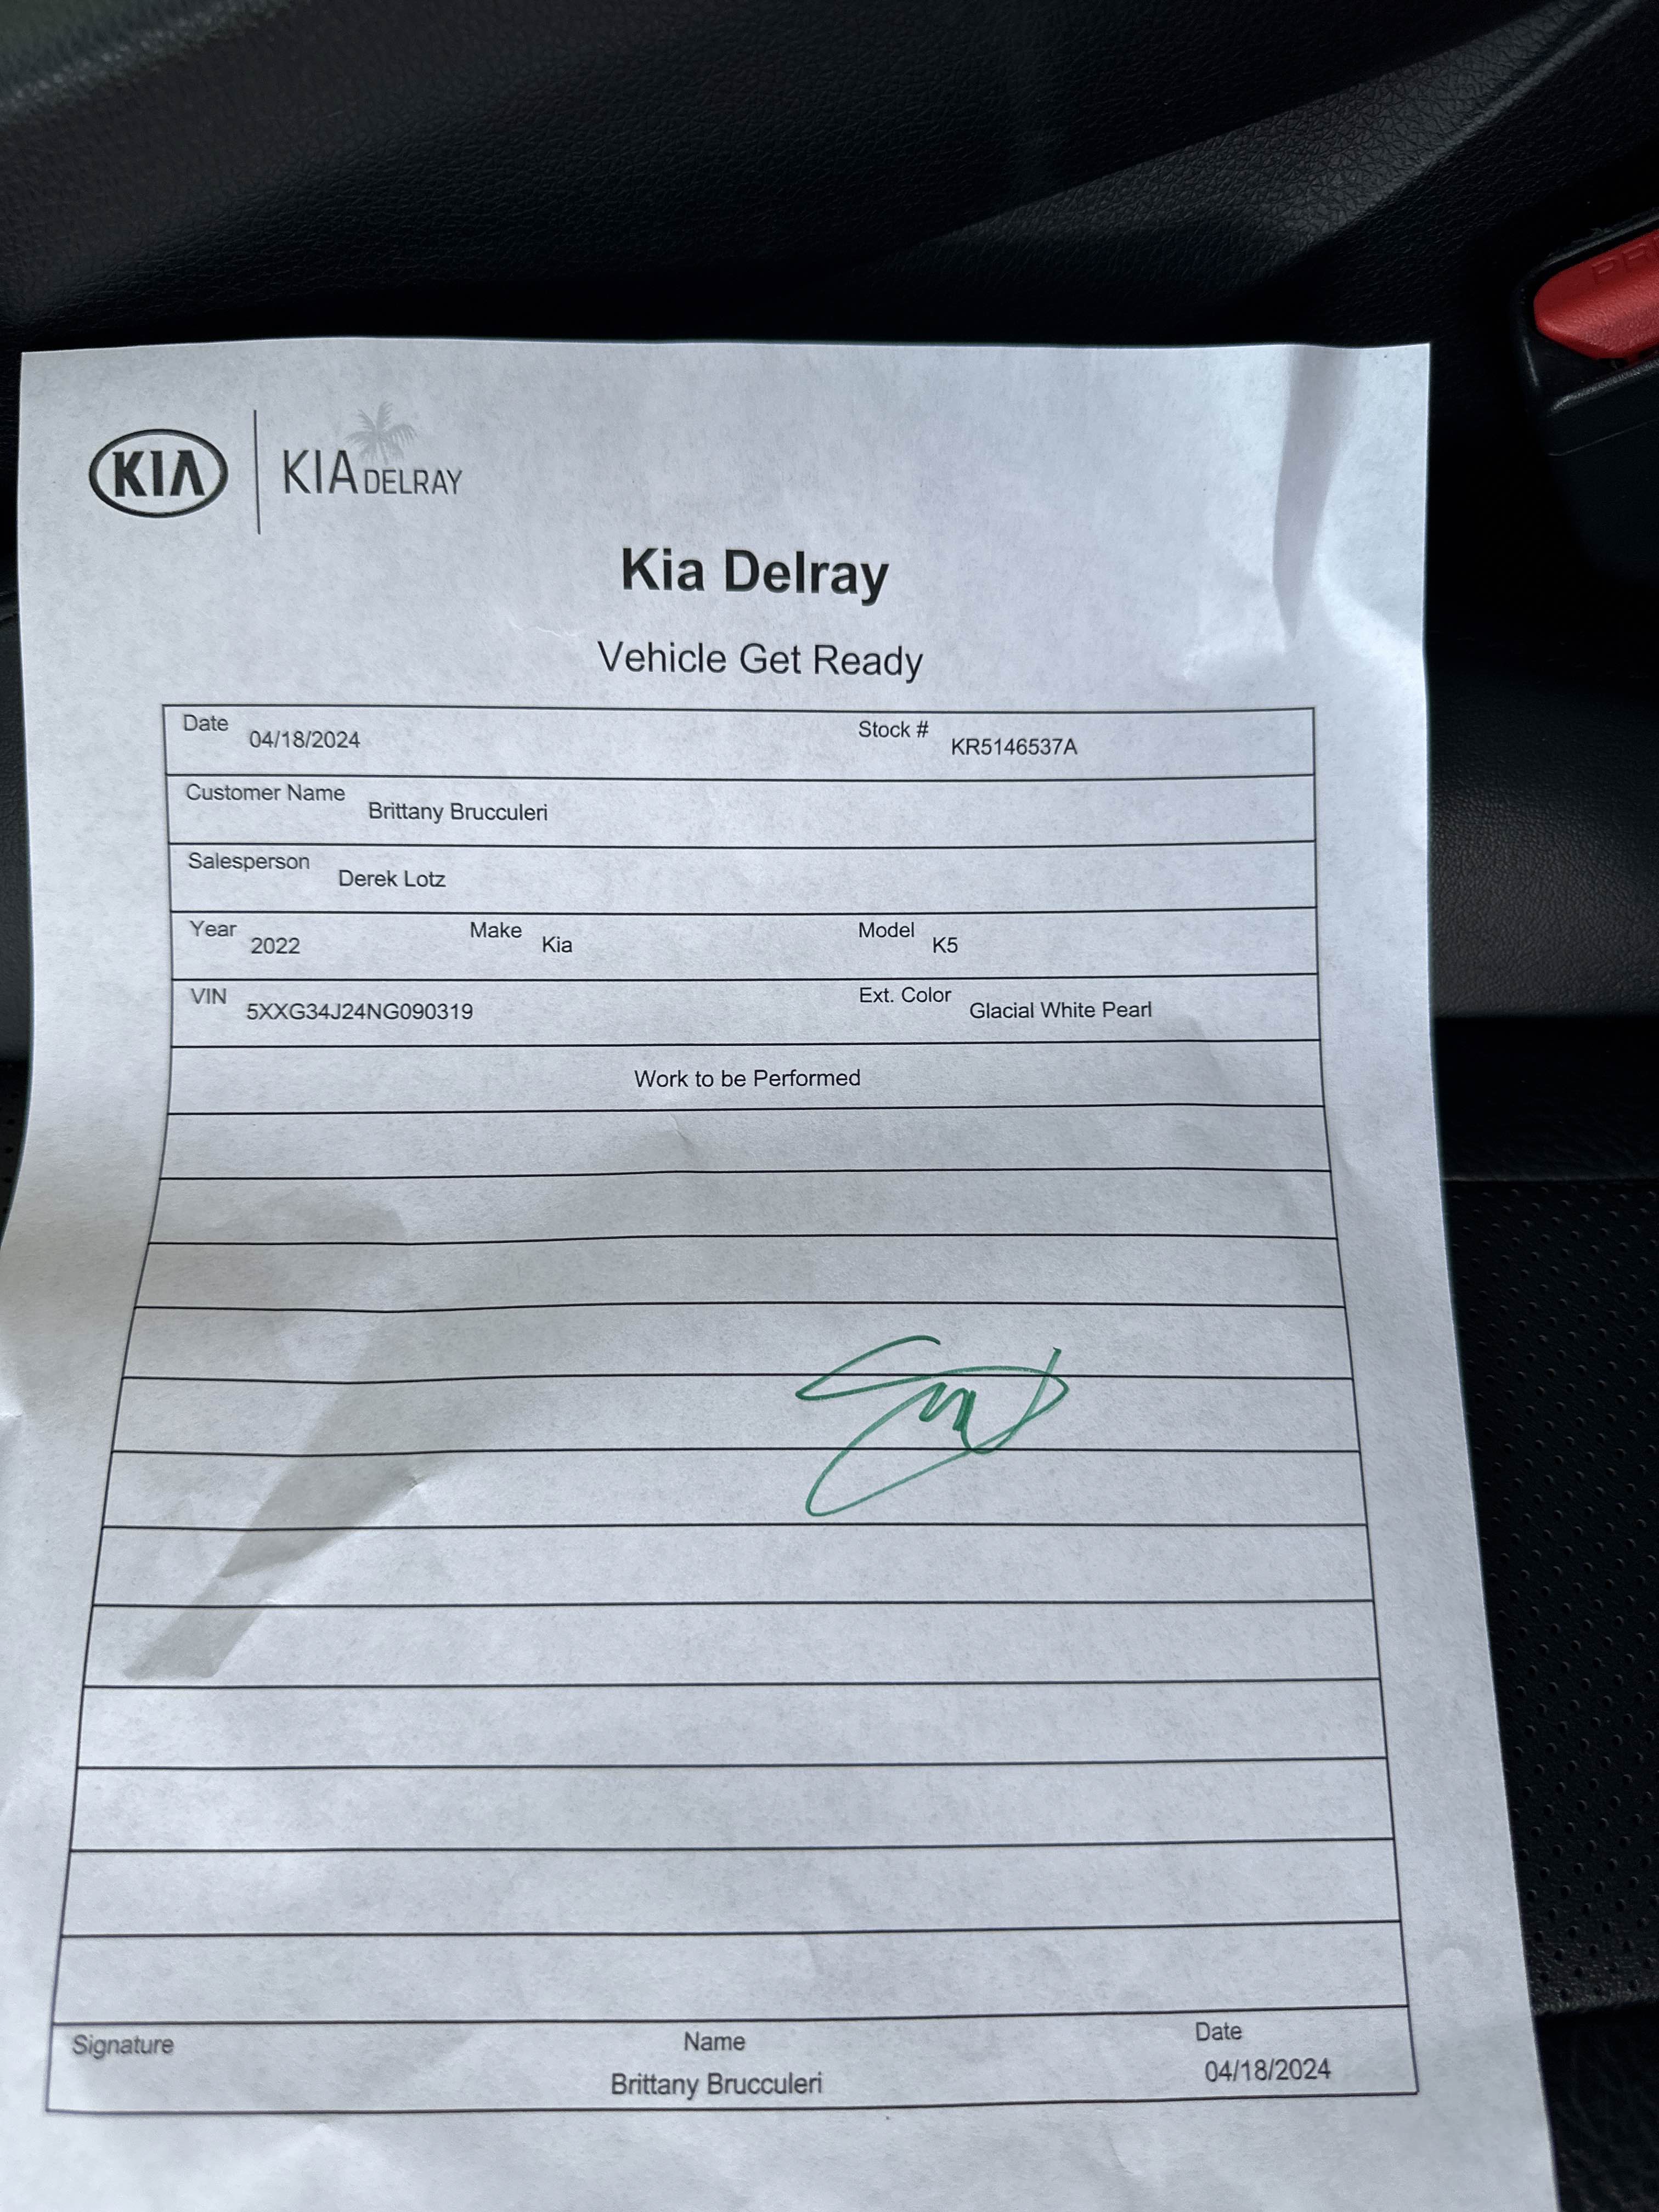 KIA KIA DELRAY
Kia Delray
Vehicle Get Ready
Date 04/18/2024 Stock # KR5146537A
Customer Name Brittany Brucculeri
Salesperson Derek Lotz
Year 2022 Make Kia Model K5
VIN 5XXG34J24NG090319 Ext. Color Glacial White Pearl
Work to be Performed
Signature Name Date
Brittany Brucculeri 04/18/2024